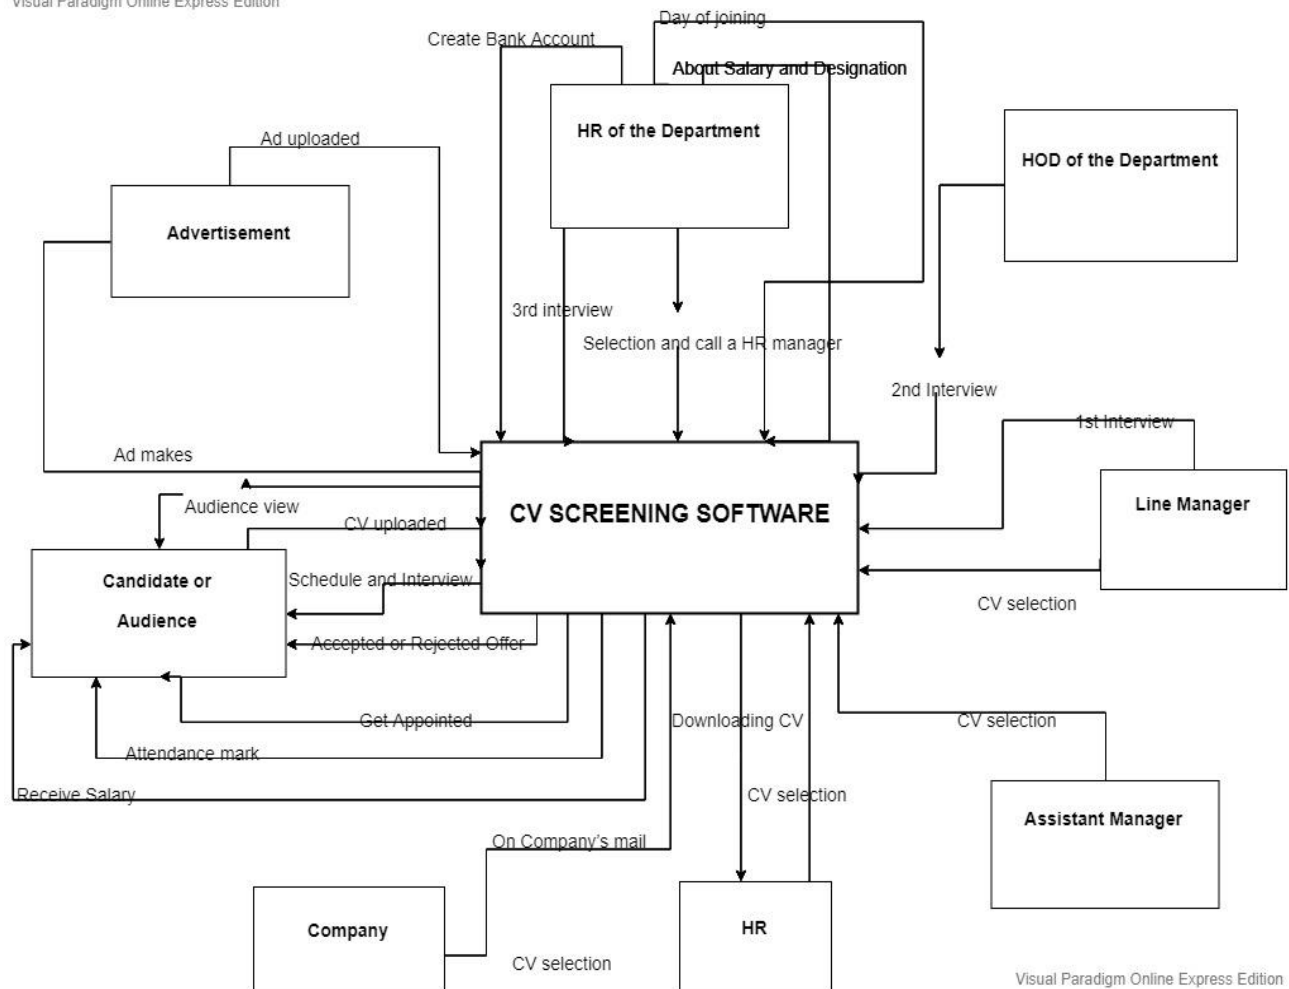 Visual Paradigm Online Express Edition
Day of joining
Create Bank Account
About Salary and Designation
HR of the Department
Ad uploaded
HOD of the Department
Advertisement
3rd interview
Selection and call a HR manager
2nd Interview
1st Interview
Ad makes
Audience view
CV uploaded
CV SCREENING SOFTWARE
Line Manager
Candidate or
Audience
Schedule and Interview
CV selection
Accepted or Rejected Offer
Get Appointed
Downloading CV
CV selection
Attendance mark
Receive Salary
CV selection
Assistant Manager
On Company's mail
Company
HR
CV selection
Visual Paradigm Online Express Edition